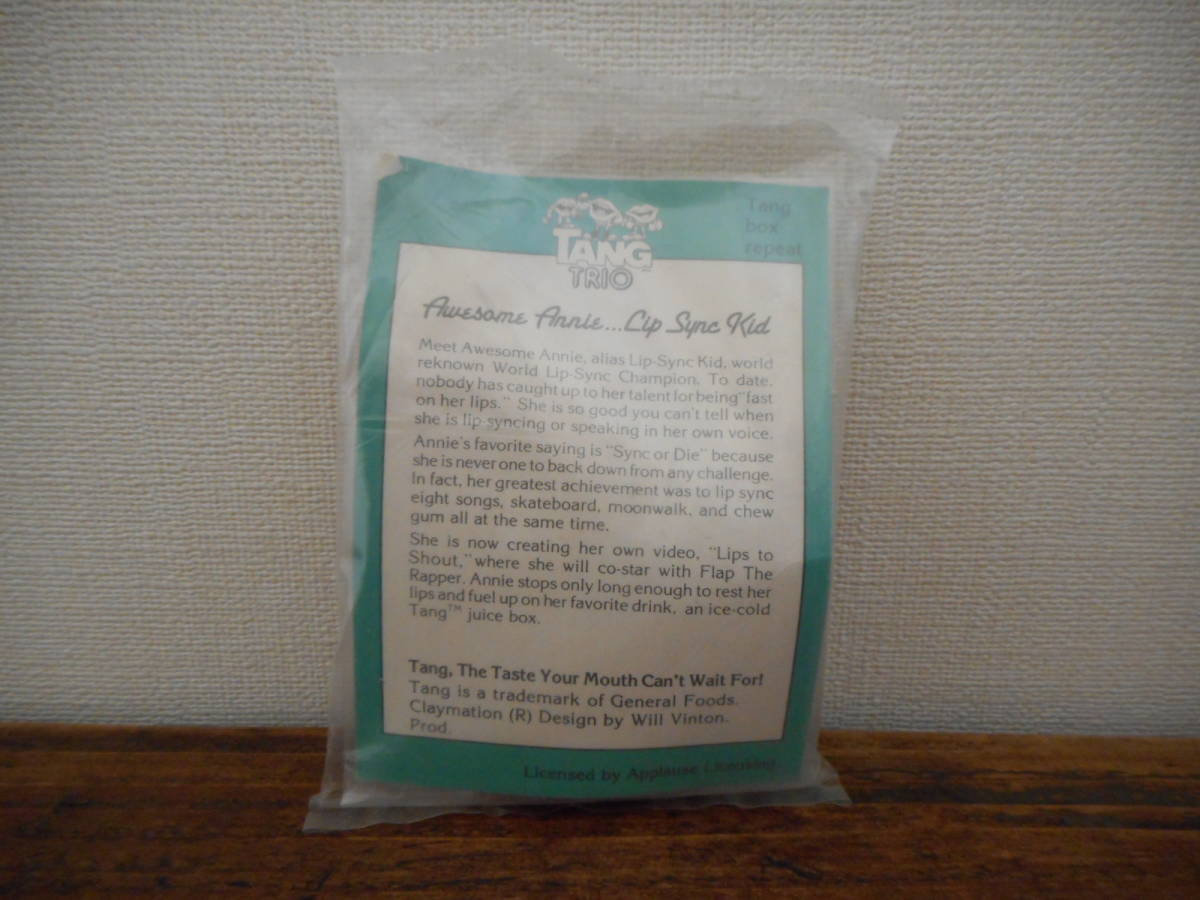 Tang
box
repeat
TANG
TRIO
Awesome Annie...Lip Sync Kid
Meet Awesome Annie, alias Lip-Sync Kid, world
reknown World Lip-Sync Champion. To date,
nobody has caught up to her talent for being "fast
on her lips." She is so good you can't tell when
she is lip-syncing or speaking in her own voice.
Annie's favorite saying is "Sync or Die" because
she is never one to back down from any challenge.
In fact, her greatest achievement was to lip sync
eight songs, skateboard, moonwalk, and chew
gum all at the same time.
She is now creating her own video, "Lips to
Shout," where she will co-star with Flap The
Rapper. Annie stops only long enough to rest her
lips and fuel up on her favorite drink, an ice-cold
Tang™ juice box.
Tang, The Taste Your Mouth Can't Wait For!
Tang is a trademark of General Foods.
Claymation (R) Design by Will Vinton.
Prod.
Licensed by Applause Licensing